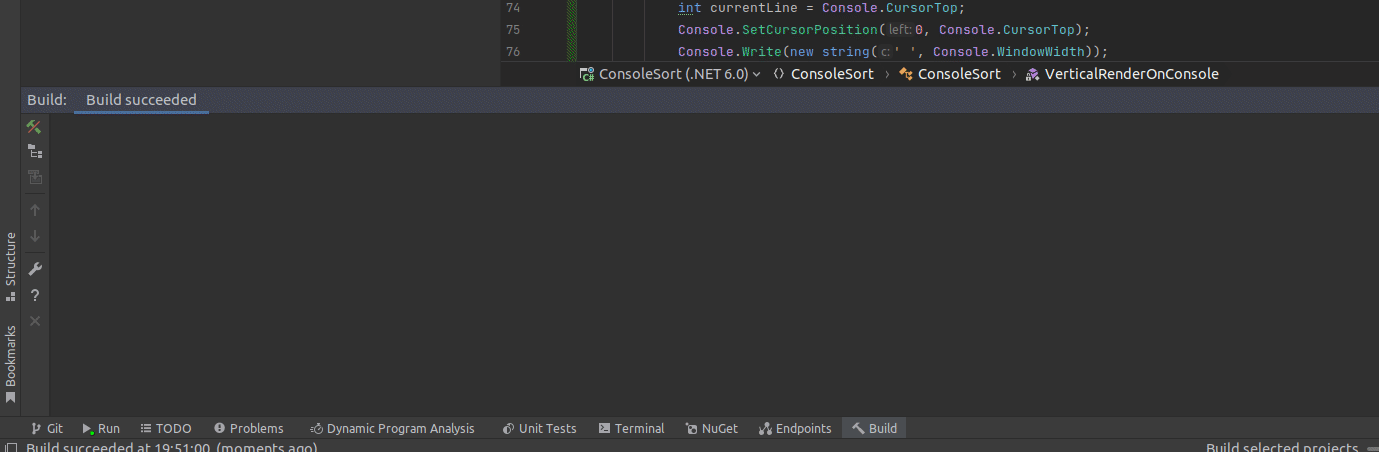 74 int currentLine = Console.CursorTop;
75 Console.SetCursorPosition(left:0, Console.CursorTop);
76 Console.Write(new string(c:' ', Console.WindowWidth));
ConsoleSort (.NET 6.0) ConsoleSort › ConsoleSort › VerticalRenderOnConsole
Build: Build succeeded
Structure
Bookmarks
Git Run TODO Problems Dynamic Program Analysis Unit Tests Terminal NuGet Endpoints Build
Build succeeded at 19:51:00 (moments ago) Build selected projects